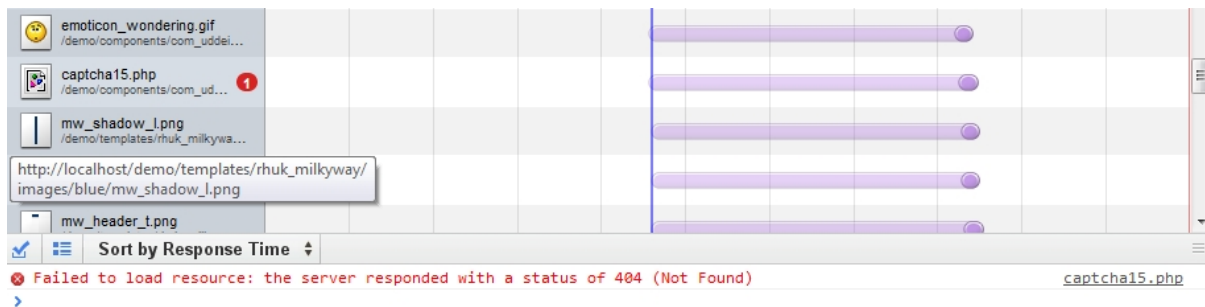 emoticon_wondering.gif
/demo/components/com_uddei...
captcha15.php
/demo/components/com_ud...
1
mw_shadow_l.png
/demo/templates/rhuk_milkywa...
http://localhost/demo/templates/rhuk_milkyway/
images/blue/mw_shadow_l.png
mw_header_t.png
Sort by Response Time
Failed to load resource: the server responded with a status of 404 (Not Found)
captcha15.php